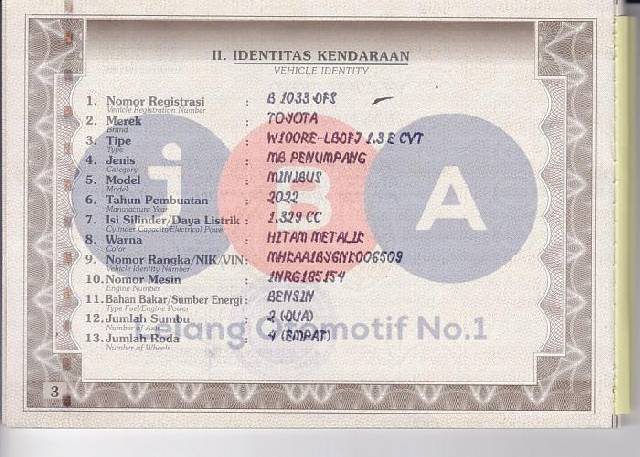 II. IDENTITAS KENDARAAN
VEHICLE IDENTITY
1. Nomor Registrasi : B 1033 DFS
Vehicle Registration Number
2. Merek : TOYOTA
Brand
3. Tipe : W100RE-LBDFJ 1.3 E CVT
Type
4. Jenis : MB PENUMPANG
Category
5. Model : MINIBUS
Model
6. Tahun Pembuatan : 2022
Manufacture Year
7. Isi Silinder/Daya Listrik : 1.329 CC
Cylinder Capacity/Electrical Power
8. Warna : HITAM METALIK
Color
9. Nomor Rangka/NIK/VIN:
Vehicle Identity Number
10. Nomor Mesin :
Engine Number
11. Bahan Bakar/Sumber Energi : BENSIN
Type Fuel/Engine Power
12. Jumlah Sumbu : 2 (DUA)
Number of Axle
13. Jumlah Roda : 4 (EMPAT)
Number of Wheels
i B A
Lelang Otomotif No.1
3